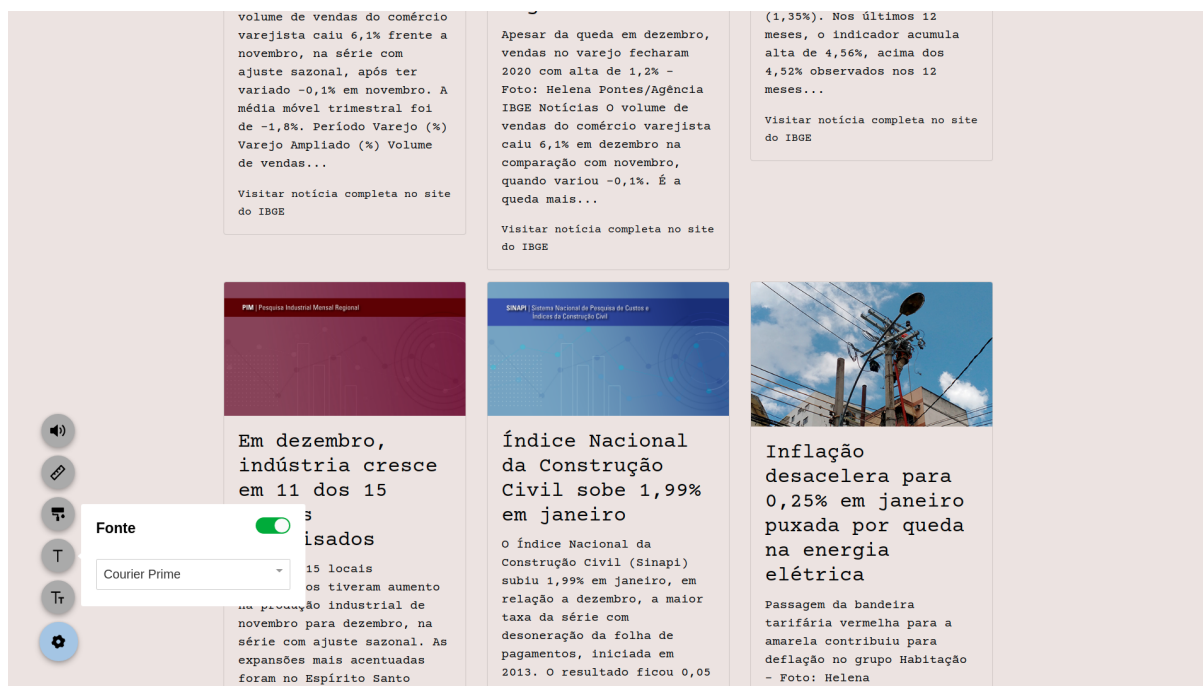 volume de vendas do comércio
varejista caiu 6,1% frente a
novembro, na série com
ajuste sazonal, após ter
variado -0,1% em novembro. A
média móvel trimestral foi
de -1,8%. Período Varejo (%)
Varejo Ampliado (%) Volume
de vendas...
Visitar notícia completa no site
do IBGE
Apesar da queda em dezembro,
vendas no varejo fecharam
2020 com alta de 1,2% -
Foto: Helena Pontes/Agência
IBGE Notícias O volume de
vendas do comércio varejista
caiu 6,1% em dezembro na
comparação com novembro,
quando variou -0,1%. É a
queda mais...
Visitar notícia completa no site
do IBGE
(1,35%). Nos últimos 12
meses, o indicador acumula
alta de 4,56%, acima dos
4,52% observados nos 12
meses...
Visitar notícia completa no site
do IBGE
PIM | Pesquisa Industrial Mensal Regional
Em dezembro,
indústria cresce
em 11 dos 15
s
isados
15 locais
os tiveram aumento
na produção industrial de
novembro para dezembro, na
série com ajuste sazonal. As
expansões mais acentuadas
foram no Espírito Santo
SINAPI | Sistema Nacional de Pesquisa de Custos e
Índices da Construção Civil
Índice Nacional
da Construção
Civil sobe 1,99%
em janeiro
O Índice Nacional da
Construção Civil (Sinapi)
subiu 1,99% em janeiro, em
relação a dezembro, a maior
taxa da série com
desoneração da folha de
pagamentos, iniciada em
2013. O resultado ficou 0,05
Inflação
desacelera para
0,25% em janeiro
puxada por queda
na energia
elétrica
Passagem da bandeira
tarifária vermelha para a
amarela contribuiu para
deflação no grupo Habitação
- Foto: Helena
Fonte
Courier Prime
T
TT